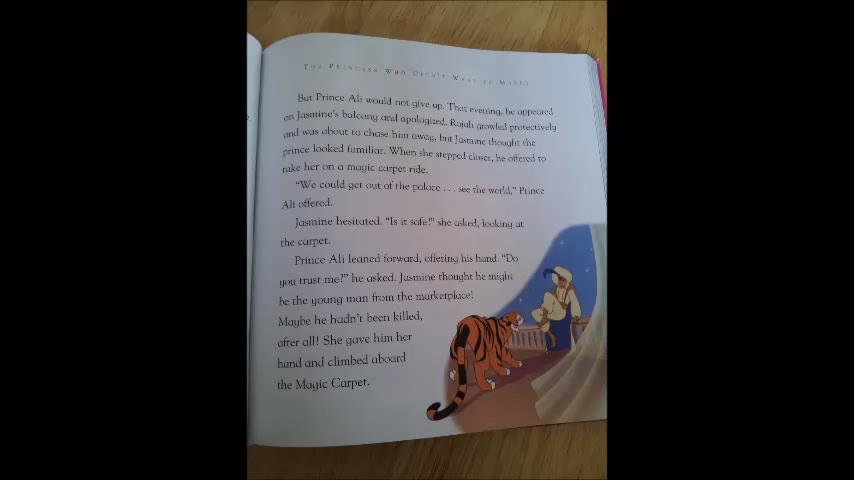 THE PRINCESS WHO DIDN'T WANT TO MARRY
But Prince Ali would not give up. That evening, he appeared
on Jasmine's balcony and apologized. Rajah growled protectively
and was about to chase him away, but Jasmine thought the
prince looked familiar. When she stepped closer, he offered to
take her on a magic carpet ride.
"We could get out of the palace . . . see the world," Prince
Ali offered.
Jasmine hesitated. "Is it safe?" she asked, looking at
the carpet.
Prince Ali leaned forward, offering his hand. "Do
you trust me?" he asked. Jasmine thought he might
be the young man from the marketplace!
Maybe he hadn't been killed,
after all! She gave him her
hand and climbed aboard
the Magic Carpet.